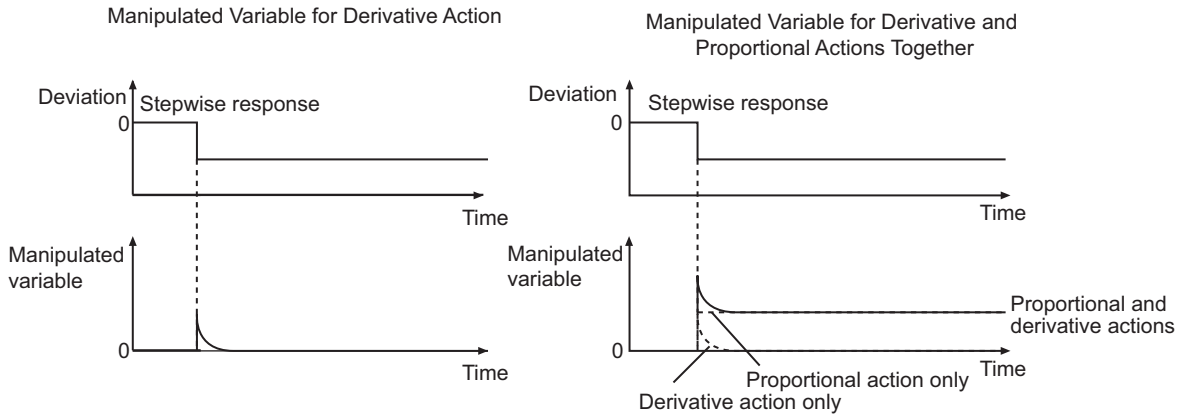 Manipulated Variable for Derivative Action
Deviation
Stepwise response
0
Time
Manipulated
variable
0
Time
Manipulated Variable for Derivative and
Proportional Actions Together
Deviation
Stepwise response
0
Time
Manipulated
variable
Proportional and
derivative actions
0
Time
Proportional action only
Derivative action only